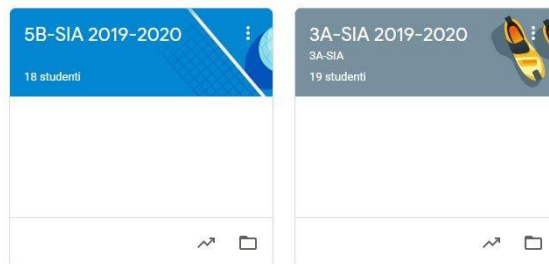 5B-SIA 2019-2020
18 studenti
3A-SIA 2019-2020
3A-SIA
19 studenti